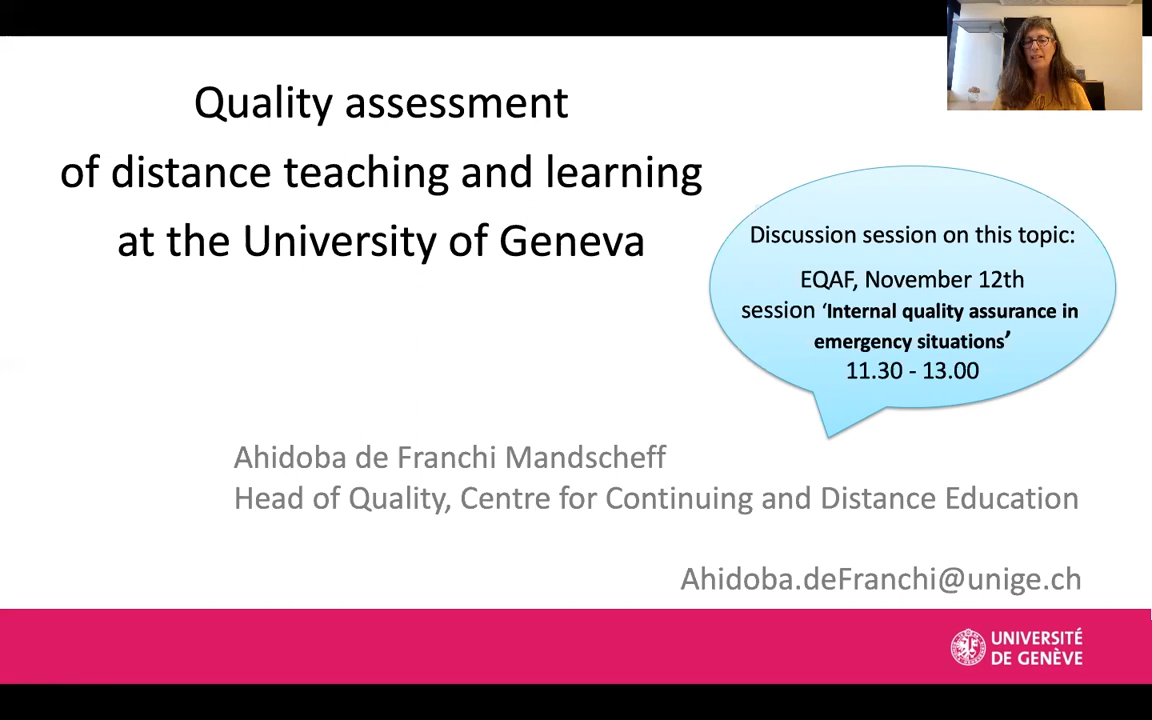 Quality assessment
of distance teaching and learning
at the University of Geneva
Discussion session on this topic:
EQAF, November 12th
session ‘Internal quality assurance in
emergency situations’
11.30 - 13.00
Ahidoba de Franchi Mandscheff
Head of Quality, Centre for Continuing and Distance Education
Ahidoba.deFranchi@unige.ch
UNIVERSITÉ
DE GENÈVE